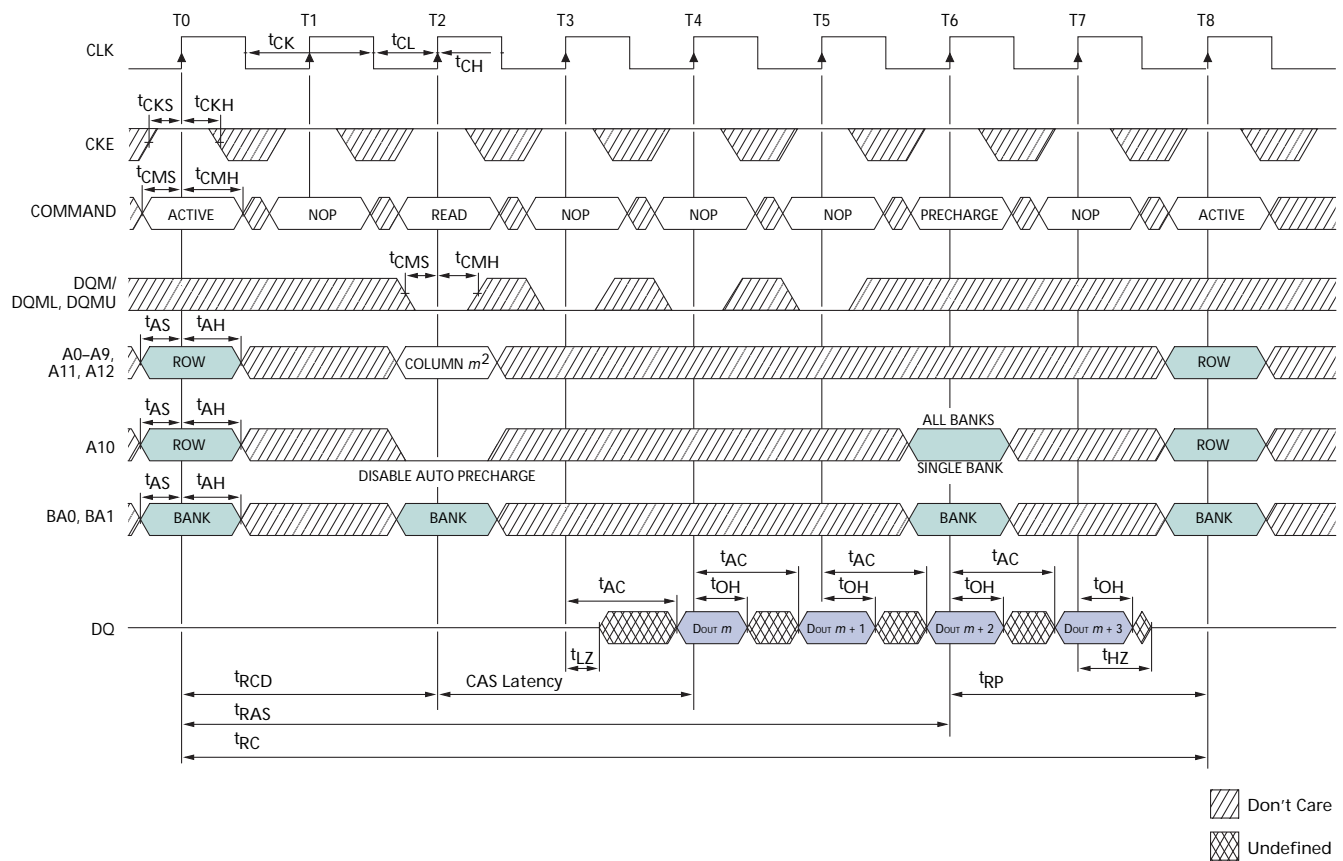 T0 T1 T2 T3 T4 T5 T6 T7 T8
CLK
tCK tCL
tCH
tCKS tCKH
CKE
tCMS tCMH
COMMAND ACTIVE NOP READ NOP NOP NOP PRECHARGE NOP ACTIVE
tCMS tCMH
DQM/
DQML, DQMU
tAS tAH
A0–A9,
A11, A12
ROW COLUMN m2 ROW
tAS tAH
ALL BANKS
A10 ROW ROW
DISABLE AUTO PRECHARGE SINGLE BANK
tAS tAH
BA0, BA1 BANK BANK BANK BANK
tAC tAC tAC
tAC tOH tOH tOH tOH
DQ DOUT m DOUT m + 1 DOUT m + 2 DOUT m + 3
tLZ tHZ
tRCD CAS Latency tRP
tRAS
tRC
Don't Care
Undefined